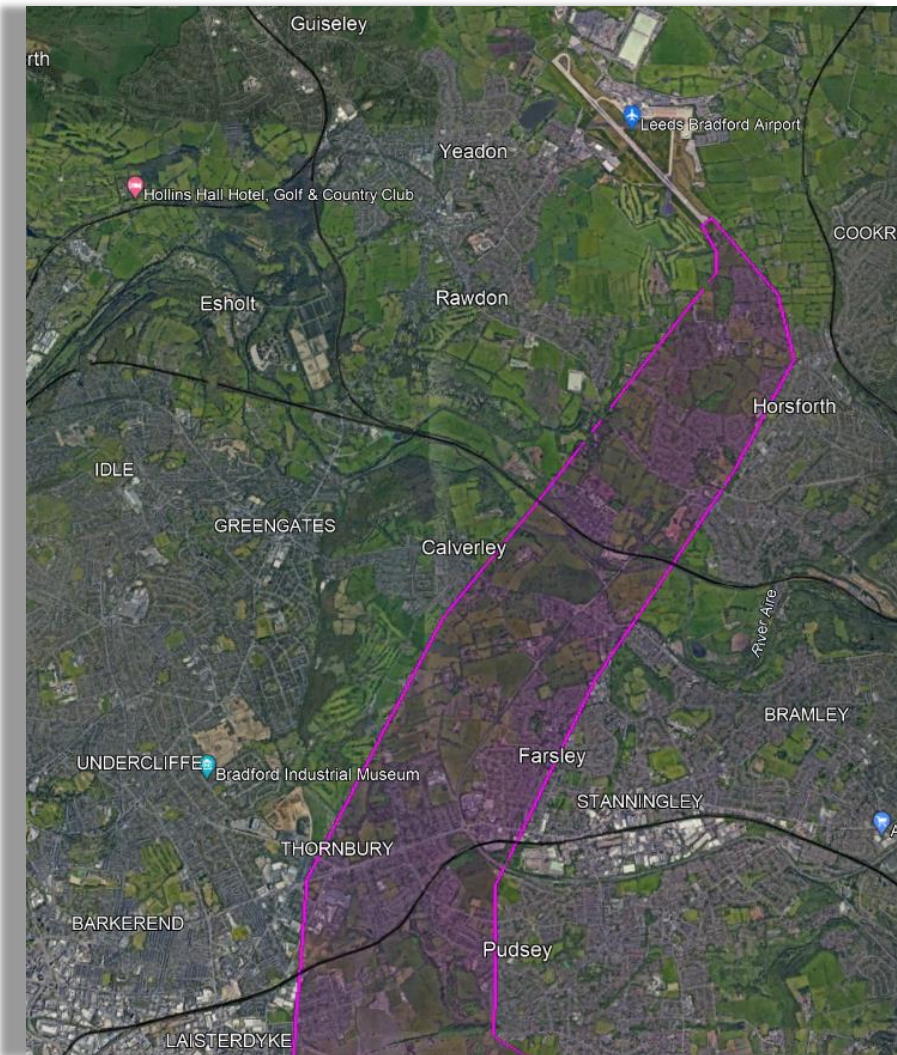 Guiseley
rth
Leeds Bradford Airport
Yeadon
Hollins Hall Hotel, Golf & Country Club
COOKR
Esholt
Rawdon
Horsforth
IDLE
GREENGATES
Calverley
River Aire
BRAMLEY
UNDERCLIFFE
Bradford Industrial Museum
Farsley
STANNINGLEY
A
THORNBURY
BARKEREND
Pudsey
LAISTERDYKE